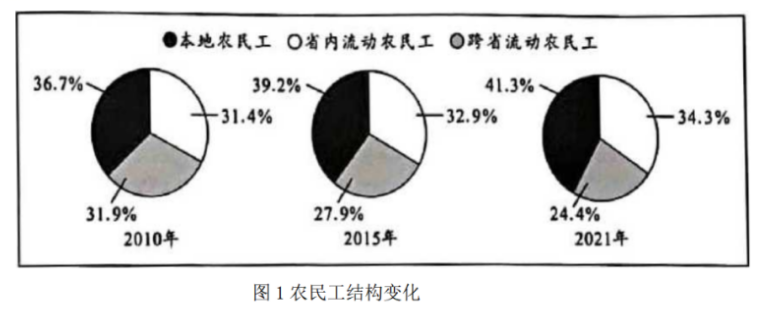 ●本地农民工 ○省内流动农民工 ●跨省流动农民工
36.7% 31.4% 31.9% 2010年
39.2% 32.9% 27.9% 2015年
41.3% 34.3% 24.4% 2021年
图 1 农民工结构变化